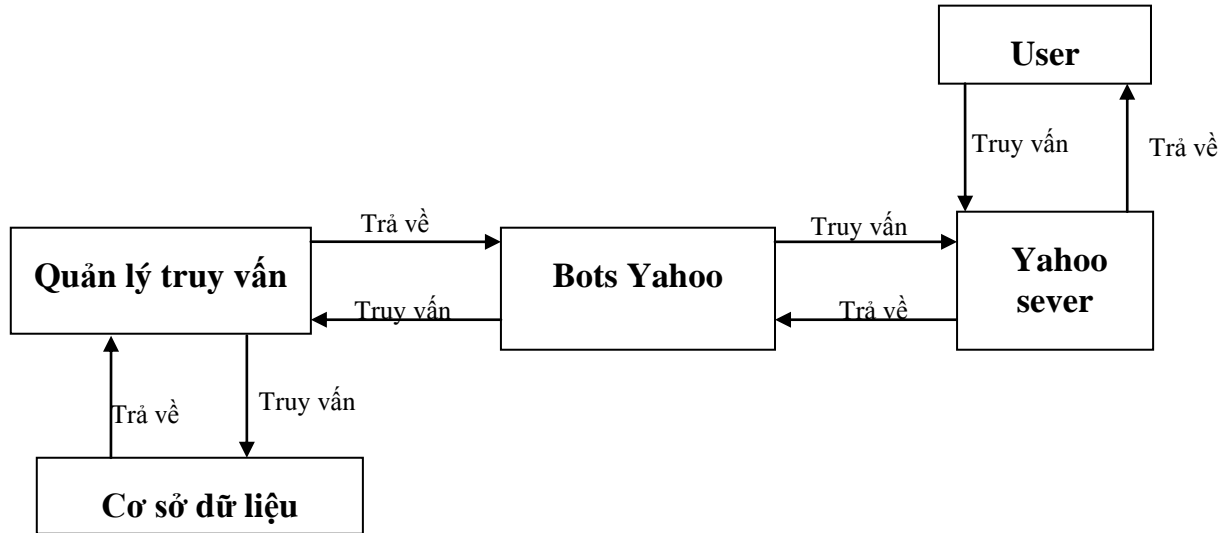 User
Truy vấn
Trả về
Trả về
Truy vấn
Quản lý truy vấn
Bots Yahoo
Yahoo
sever
Truy vấn
Trả về
Trả về
Truy vấn
Cơ sở dữ liệu